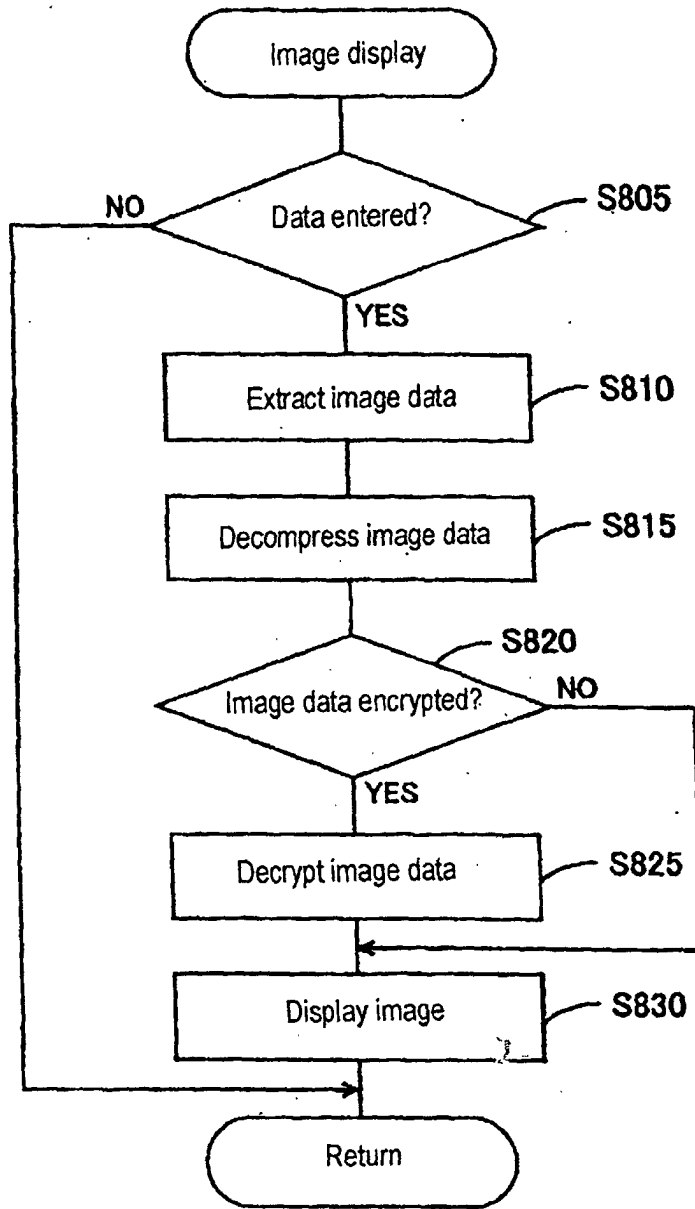 Image display
Data entered?
S805
NO
YES
Extract image data
S810
Decompress image data
S815
S820
Image data encrypted?
NO
YES
Decrypt image data
S825
Display image
S830
Return